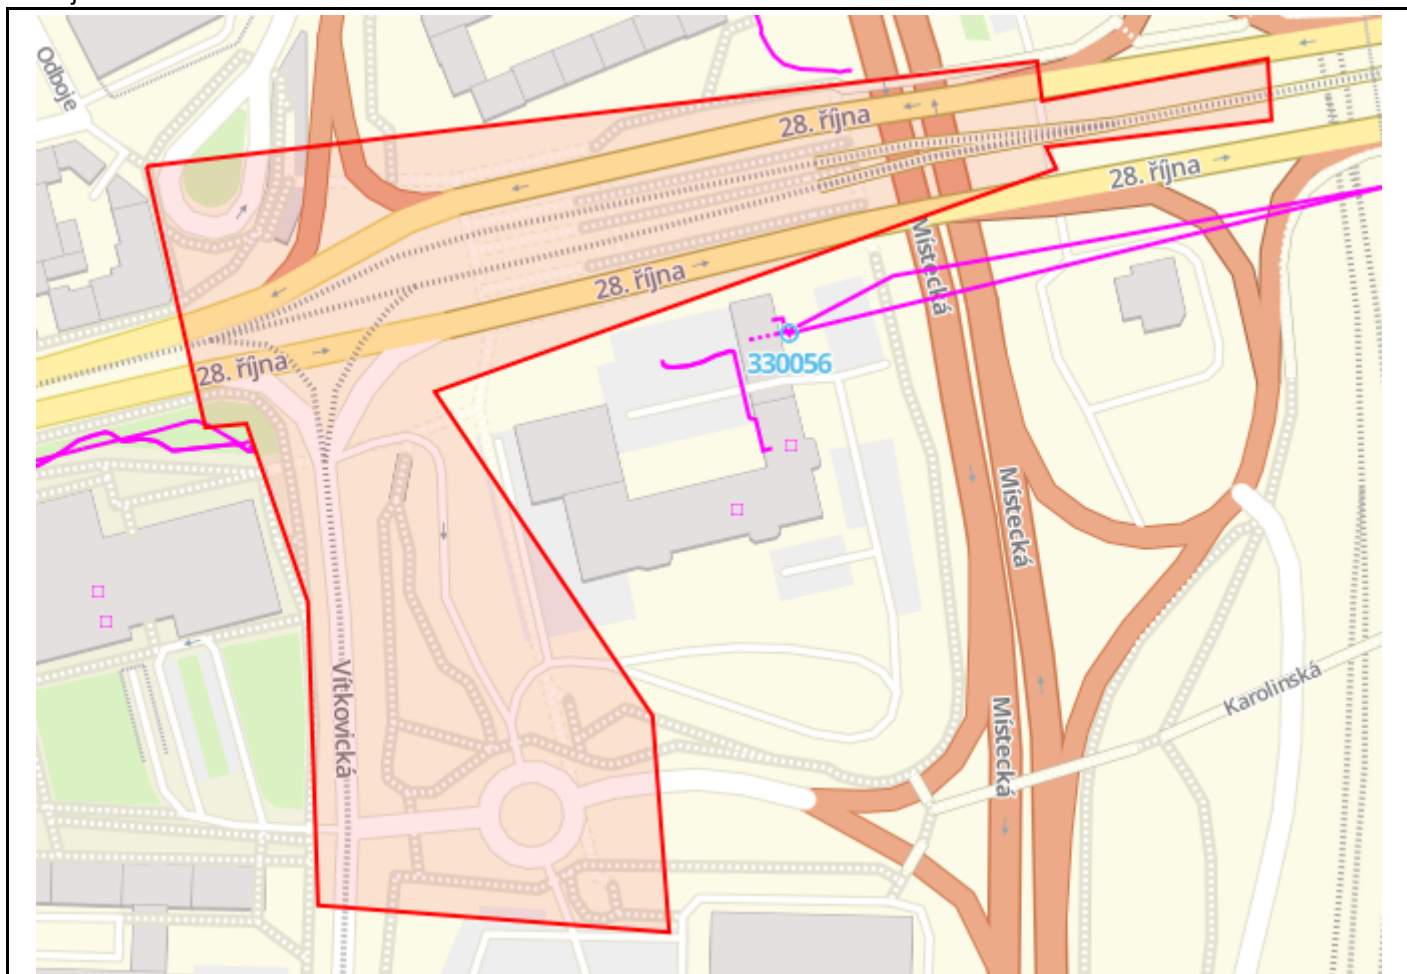 Odboje
28. října
28. října
28. října
28. října
Místecká
330056
Místecká
Vítkovická
Karolinská
Místecká